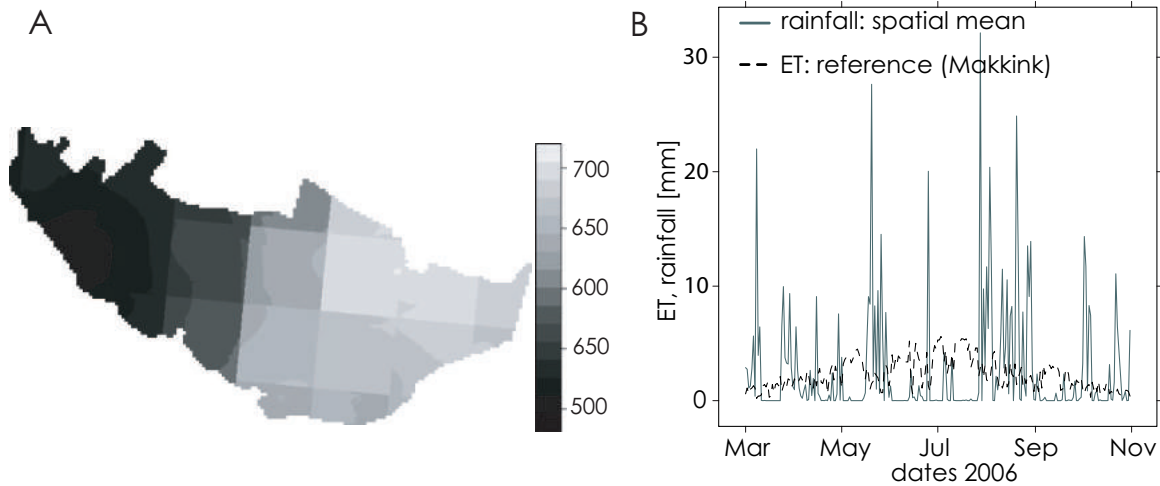 A
700
650
600
650
500
B
rainfall: spatial mean
ET: reference (Makkink)
ET, rainfall [mm]
30
20
10
0
Mar May Jul Sep Nov
dates 2006